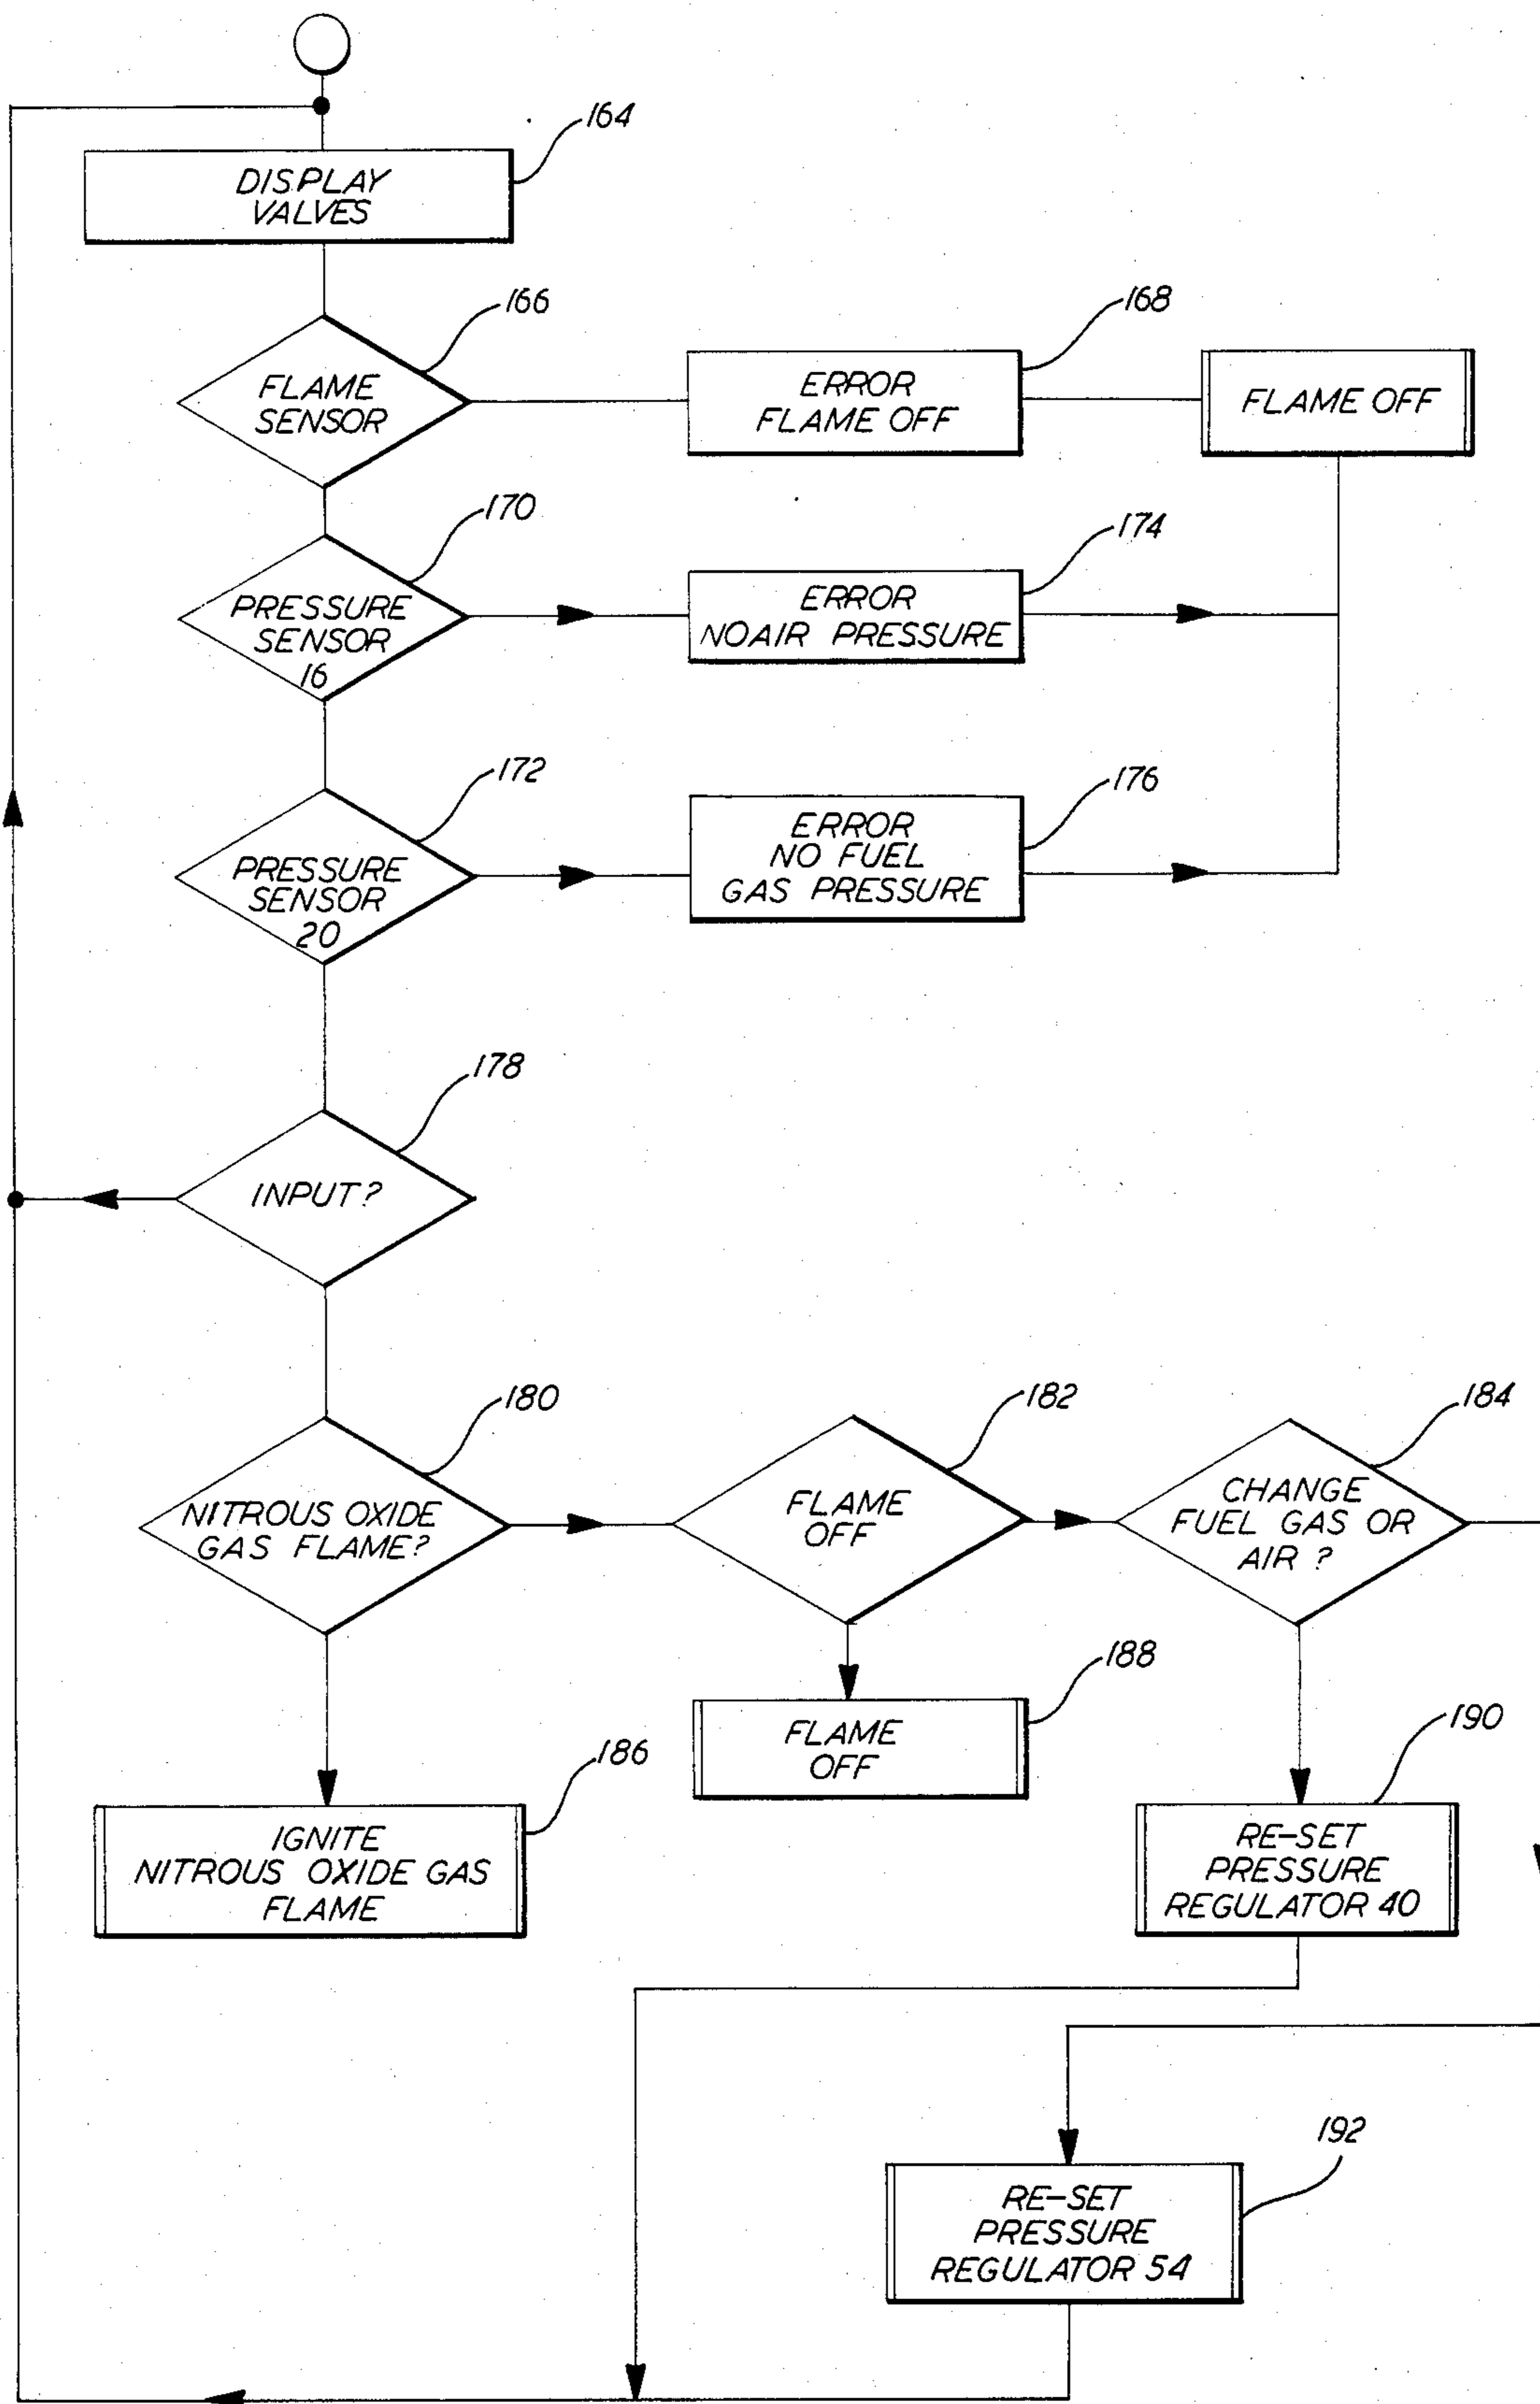 164
DISPLAY
VALVES
166
FLAME
SENSOR
168
ERROR
FLAME OFF
FLAME OFF
170
PRESSURE
SENSOR
16
174
ERROR
NOAIR PRESSURE
172
PRESSURE
SENSOR
20
176
ERROR
NO FUEL
GAS PRESSURE
178
INPUT?
180
NITROUS OXIDE
GAS FLAME?
182
FLAME
OFF
184
CHANGE
FUEL GAS OR
AIR ?
186
IGNITE
NITROUS OXIDE GAS
FLAME
188
FLAME
OFF
190
RE-SET
PRESSURE
REGULATOR 40
192
RE-SET
PRESSURE
REGULATOR 54